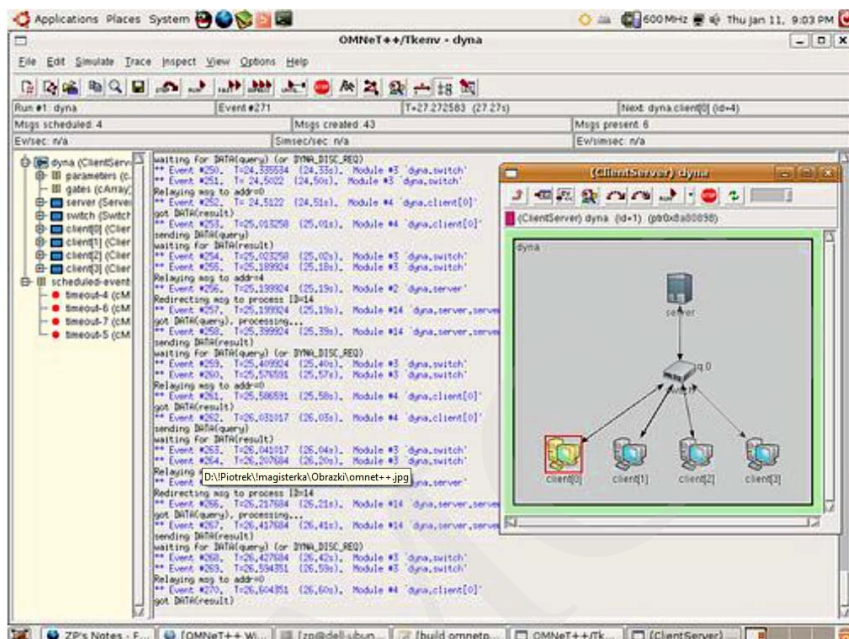 Applications Places System 600 MHz Thu Jan 11, 9:03 PM
OMNeT++/Tkenv - dyna
File Edit Simulate Trace Inspect View Options Help
Run #1: dyna Event #271 T=27.272583 (27.27s) Next: dyna.client[0] (id=4)
Msgs scheduled: 4 Msgs created: 43 Msgs present: 6
Ev/sec: n/a Simsec/sec: n/a Ev/simsec: n/a
dyna (ClientServ
parameters (c
gates (cArray
server (Server
switch (Switch
client[0] (Clier
client[1] (Clier
client[2] (Clier
client[3] (Clier
scheduled-event
timeout-4 (cM
timeout-6 (cM
timeout-7 (cM
timeout-5 (cM
waiting for DATA(query) (or DYNA_DISC_REQ)
** Event #250. T=24.335534 (24.33s). Module #3 `dyna.switch'
** Event #251. T= 24.5022 (24.50s). Module #3 `dyna.switch'
Relaying msg to addr=0
** Event #252. T= 24.5122 (24.51s). Module #4 `dyna.client[0]'
got DATA(result)
** Event #253. T=25.013258 (25.01s). Module #4 `dyna.client[0]'
sending DATA(query)
waiting for DATA(result)
** Event #254. T=25.023258 (25.02s). Module #3 `dyna.switch'
** Event #255. T=25.189924 (25.18s). Module #3 `dyna.switch'
Relaying msg to addr=4
** Event #256. T=25.199924 (25.19s). Module #2 `dyna.server'
Redirecting msg to process ID=14
** Event #257. T=25.199924 (25.19s). Module #14 `dyna.server.server
got DATA(query), processing...
** Event #258. T=25.399924 (25.39s). Module #14 `dyna.server.server
sending DATA(result)
waiting for DATA(query) (or DYNA_DISC_REQ)
** Event #259. T=25.409924 (25.40s). Module #3 `dyna.switch'
** Event #260. T=25.576591 (25.57s). Module #3 `dyna.switch'
Relaying msg to addr=0
** Event #261. T=25.586591 (25.58s). Module #4 `dyna.client[0]'
got DATA(result)
** Event #262. T=26.031017 (26.03s). Module #4 `dyna.client[0]'
sending DATA(query)
waiting for DATA(result)
** Event #263. T=26.041017 (26.04s). Module #3 `dyna.switch'
** Event #264. T=26.207684 (26.20s). Module #3 `dyna.switch'
Relaying
D:\!Piotrek\!magisterka\Obrazki\omnet++.jpg
** Event dyna.server'
Redirecting msg to process ID=14
** Event #266. T=26.217684 (26.21s). Module #14 `dyna.server.server
got DATA(query), processing...
** Event #267. T=26.417684 (26.41s). Module #14 `dyna.server.server
sending DATA(result)
waiting for DATA(query) (or DYNA_DISC_REQ)
** Event #268. T=26.427684 (26.42s). Module #3 `dyna.switch'
** Event #269. T=26.594351 (26.59s). Module #3 `dyna.switch'
Relaying msg to addr=0
** Event #270. T=26.604351 (26.60s). Module #4 `dyna.client[0]'
got DATA(result)
(ClientServer) dyna
(ClientServer) dyna (id=1) (ptr0x8a80898)
dyna
server
q:0
switch
client[0] client[1] client[2] client[3]
ZP's Notes - F... [OMNeT++ Wi... [zp@dell-ubun... [build omnetp... OMNeT++/Tk... (ClientServer)...